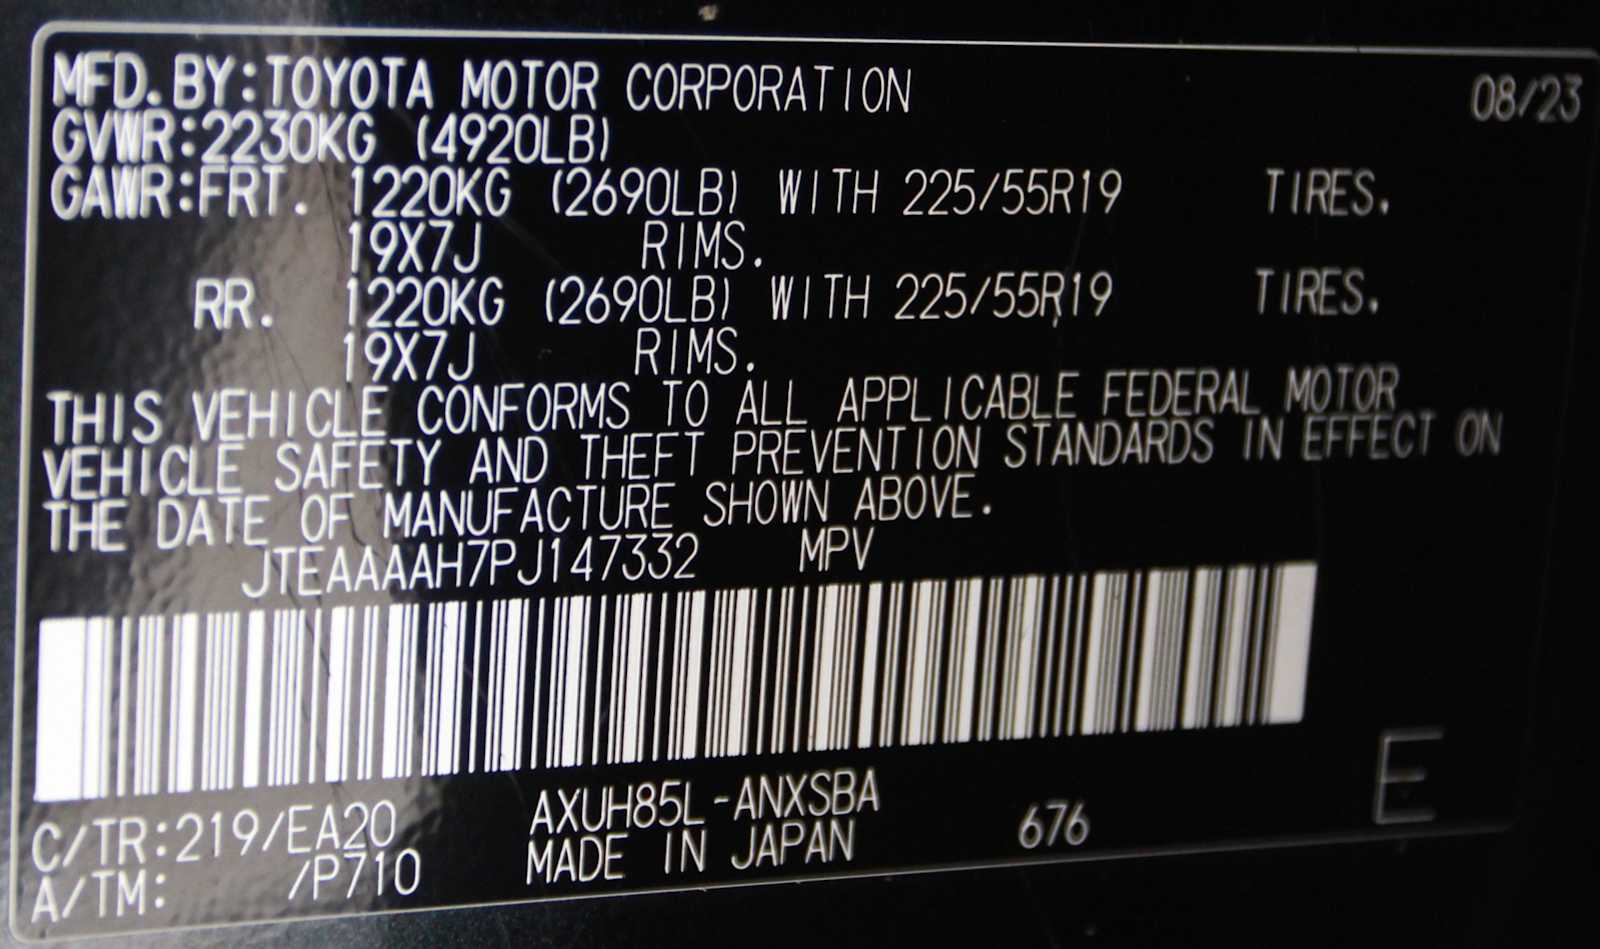 MFD.BY:TOYOTA MOTOR CORPORATION 08/23
GVWR:2230KG (4920LB)
GAWR:FRT. 1220KG (2690LB) WITH 225/55R19 TIRES.
19X7J RIMS.
RR. 1220KG (2690LB) WITH 225/55R19 TIRES.
19X7J RIMS.
THIS VEHICLE CONFORMS TO ALL APPLICABLE FEDERAL MOTOR
VEHICLE SAFETY AND THEFT PREVENTION STANDARDS IN EFFECT ON
THE DATE OF MANUFACTURE SHOWN ABOVE.
JTEAAAAH7PJ147332 MPV
C/TR:219/EA20 AXUH85L-ANXSBA 676 E
A/TM: /P710 MADE IN JAPAN